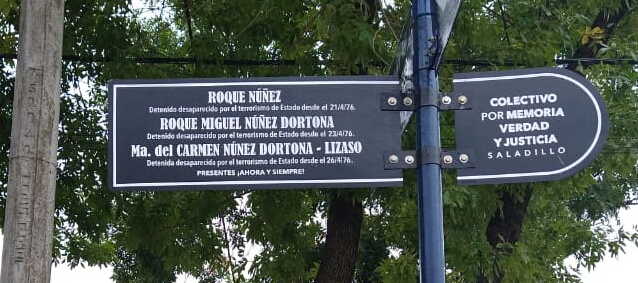 ROQUE NÚÑEZ
Detenido desaparecido por el terrorismo de Estado desde el 21/4/76.
ROQUE MIGUEL NÚÑEZ DORTONA
Detenido desaparecido por el terrorismo de Estado desde el 23/4/76.
Ma. del CARMEN NÚNEZ DORTONA - LIZASO
Detenida desaparecida por el terrorismo de Estado desde el 26/4/76.
PRESENTES ¡AHORA Y SIEMPRE!
COLECTIVO
POR MEMORIA
VERDAD
Y JUSTICIA
SALADILLO